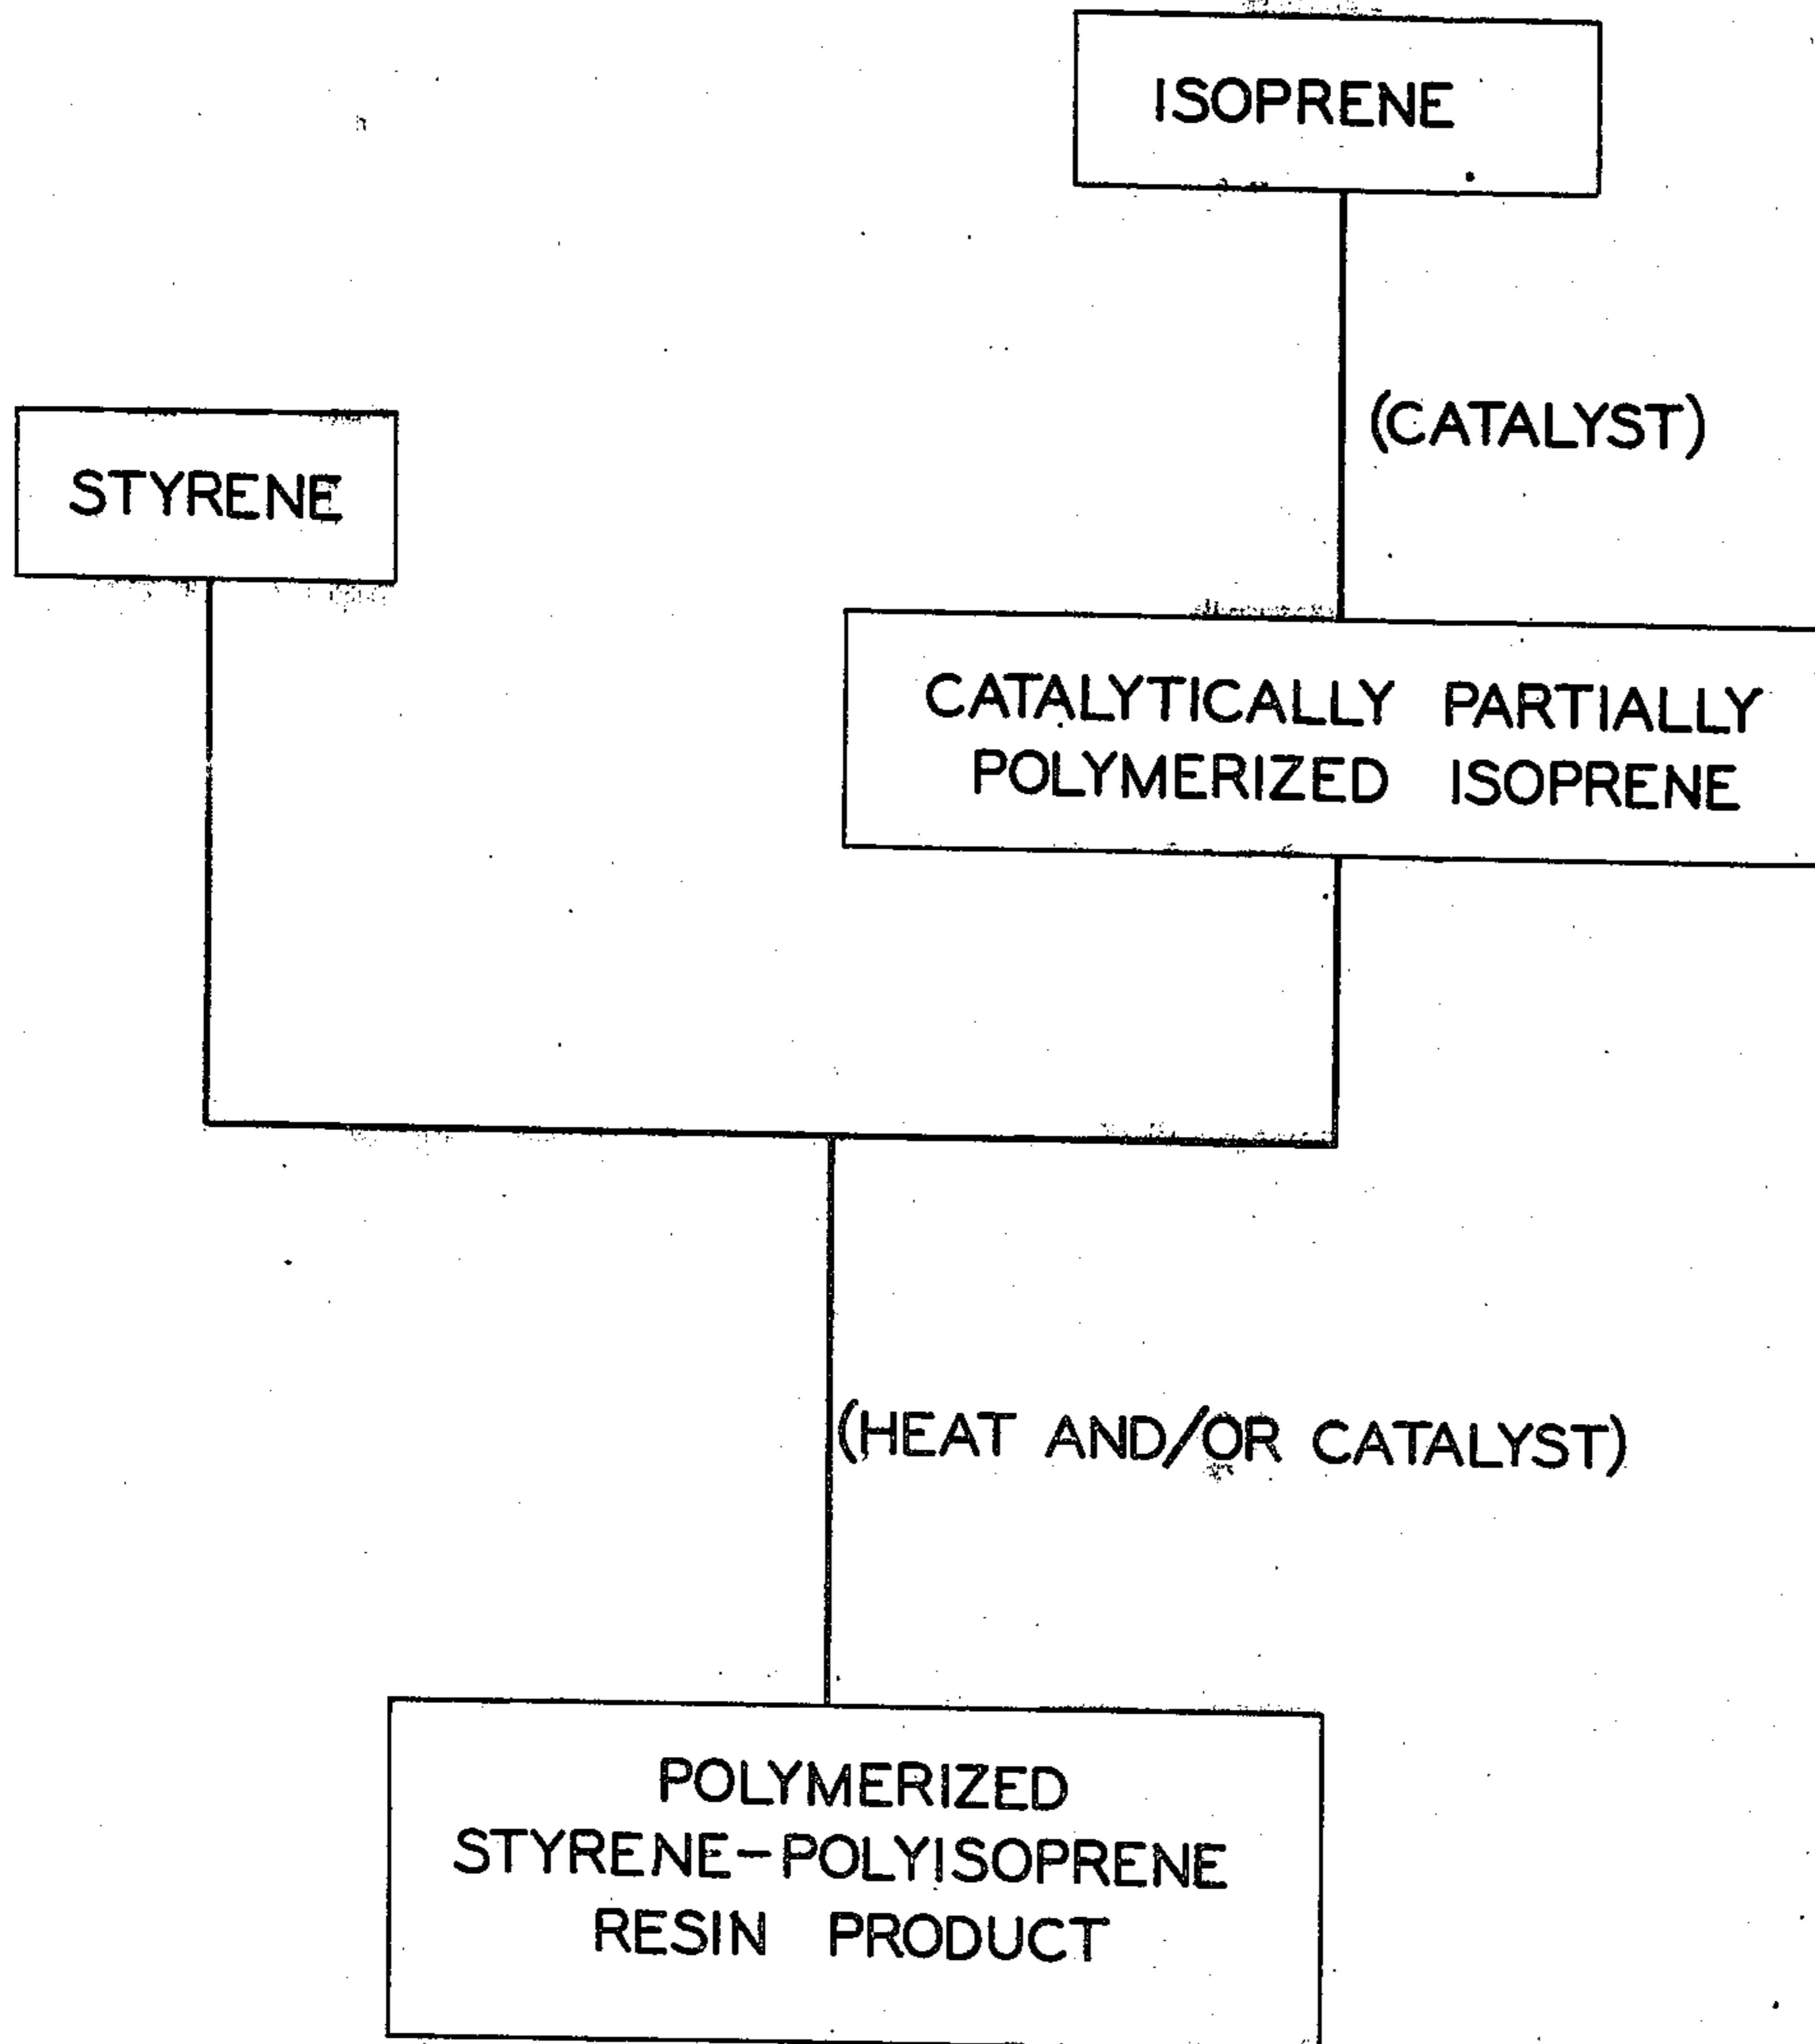 ISOPRENE
(CATALYST)
STYRENE
CATALYTICALLY PARTIALLY
POLYMERIZED ISOPRENE
(HEAT AND/OR CATALYST)
POLYMERIZED
STYRENE-POLYISOPRENE
RESIN PRODUCT